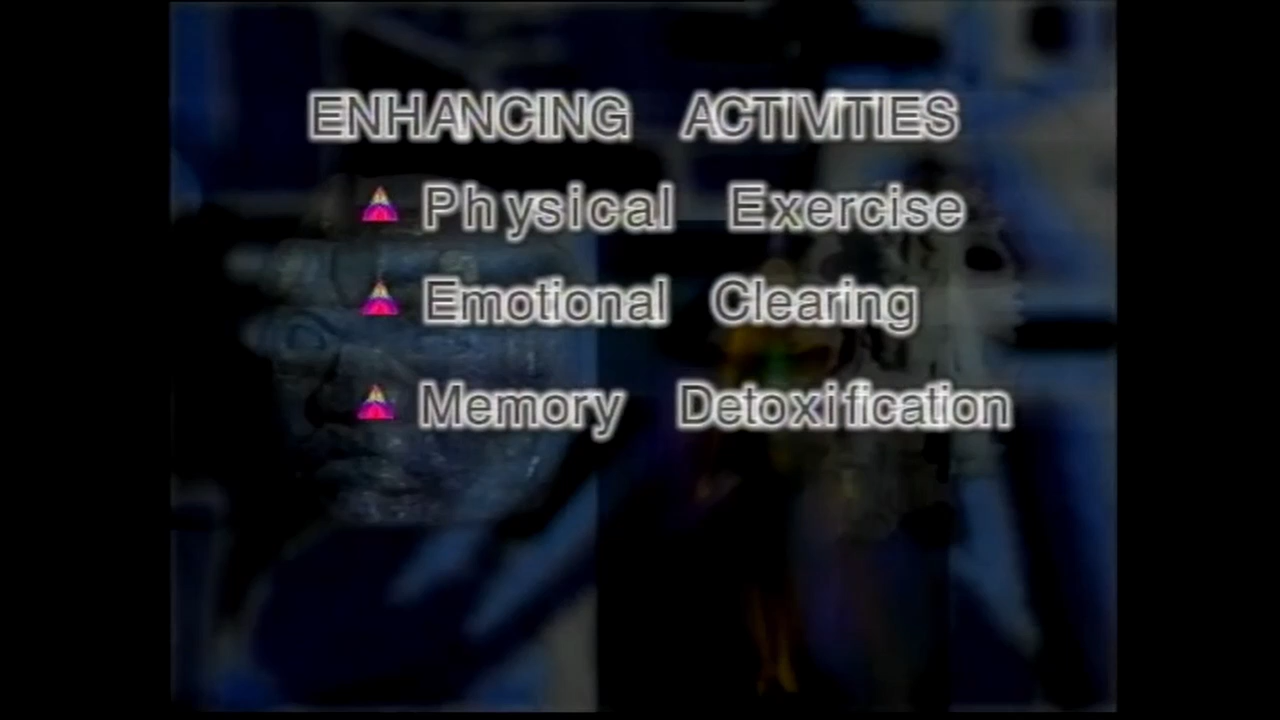 ENHANCING ACTIVITIES
Physical Exercise
Emotional Clearing
Memory Detoxification